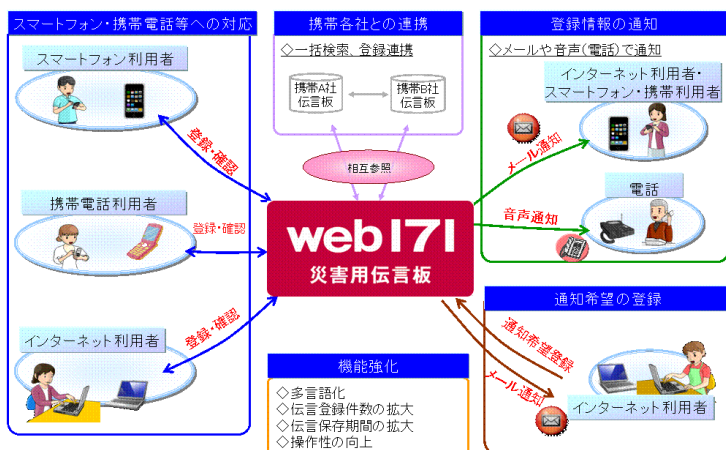 スマートフォン・携帯電話等への対応
スマートフォン利用者
登録・確認
携帯電話利用者
登録・確認
インターネット利用者
登録・確認
携帯各社との連携
◇一括検索、登録連携
携帯A社
伝言板
携帯B社
伝言板
相互参照
web171
災害用伝言板
機能強化
◇多言語化
◇伝言登録件数の拡大
◇伝言保存期間の拡大
◇操作性の向上
登録情報の通知
◇メールや音声(電話)で通知
インターネット利用者・
スマートフォン・携帯利用者
メール通知
電話
音声通知
通知希望の登録
通知希望登録
メール通知
インターネット利用者